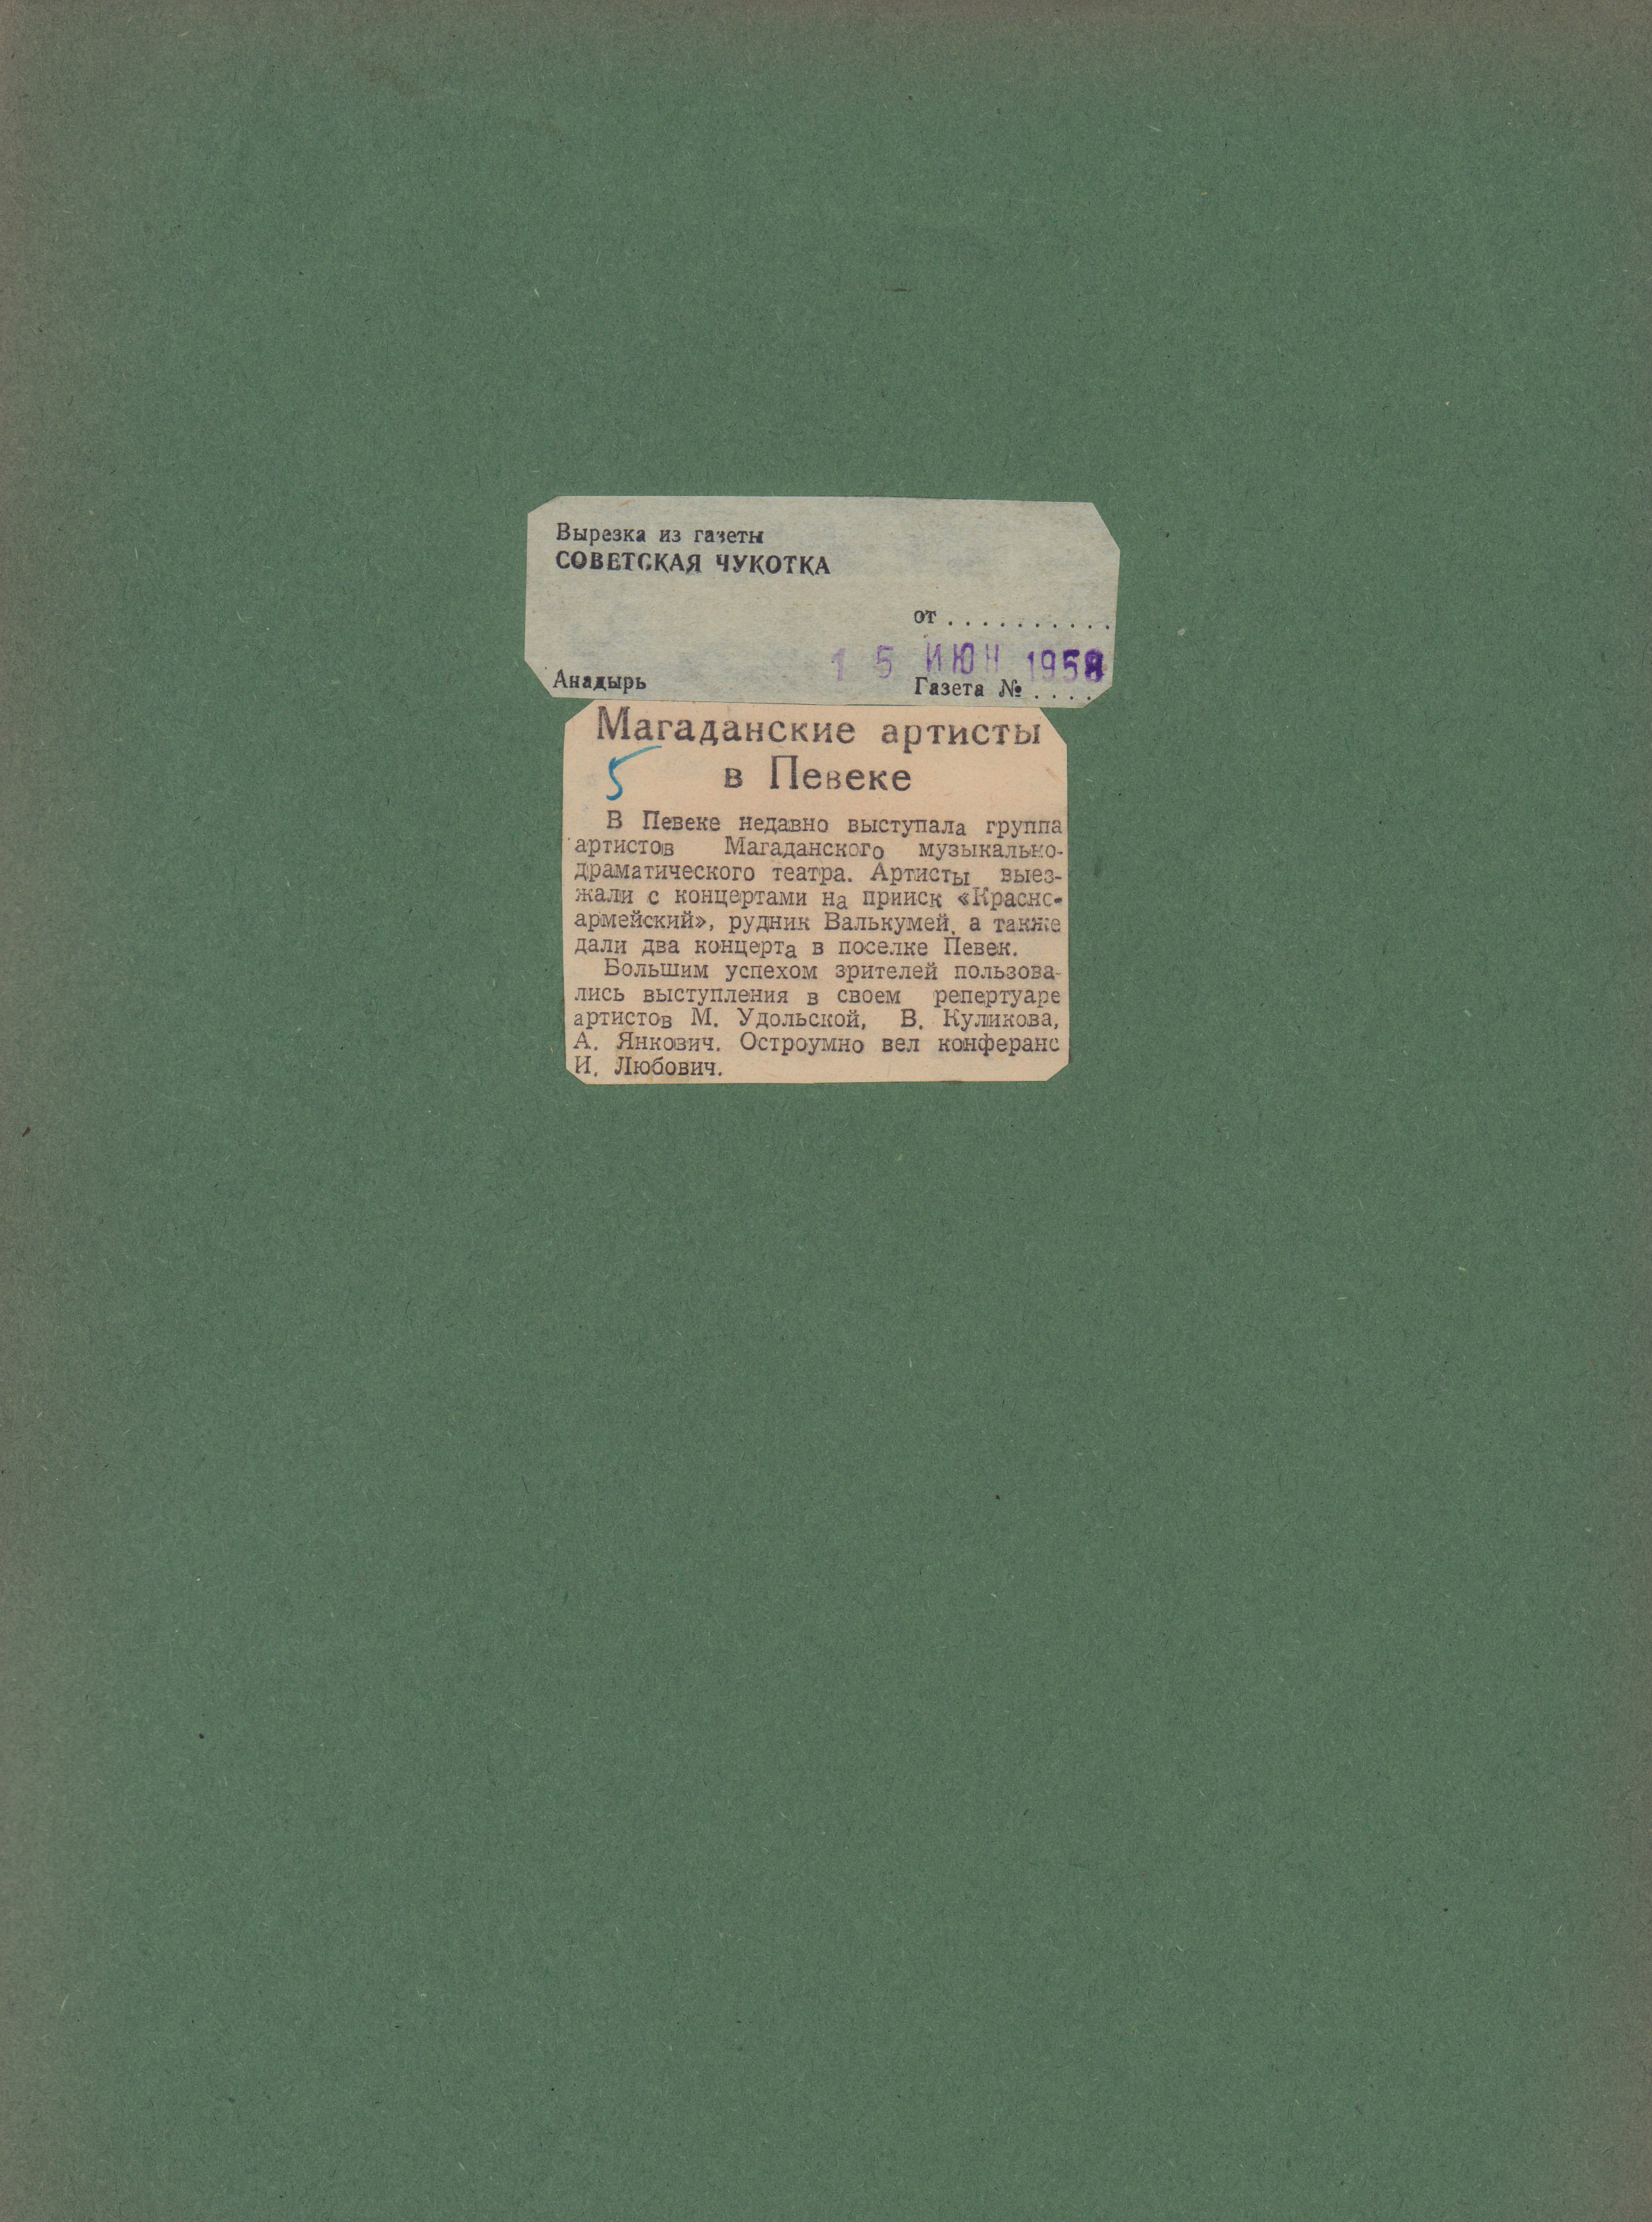 Вырезка из газеты
СОВЕТСКАЯ ЧУКОТКА
от . . . . . . . . . .
15 ИЮН 1958
Анадырь
Газета № . . . .
Магаданские артисты
5
в Певеке
В Певеке недавно выступала группа
артистов Магаданского музыкально-
драматического театра. Артисты выез-
жали с концертами на прииск «Красно-
армейский», рудник Валькумей, а также
дали два концерта в поселке Певек.
Большим успехом зрителей пользова-
лись выступления в своем репертуаре
артистов М. Удольской, В. Куликова,
А. Янкович. Остроумно вел конферанс
И. Любович.